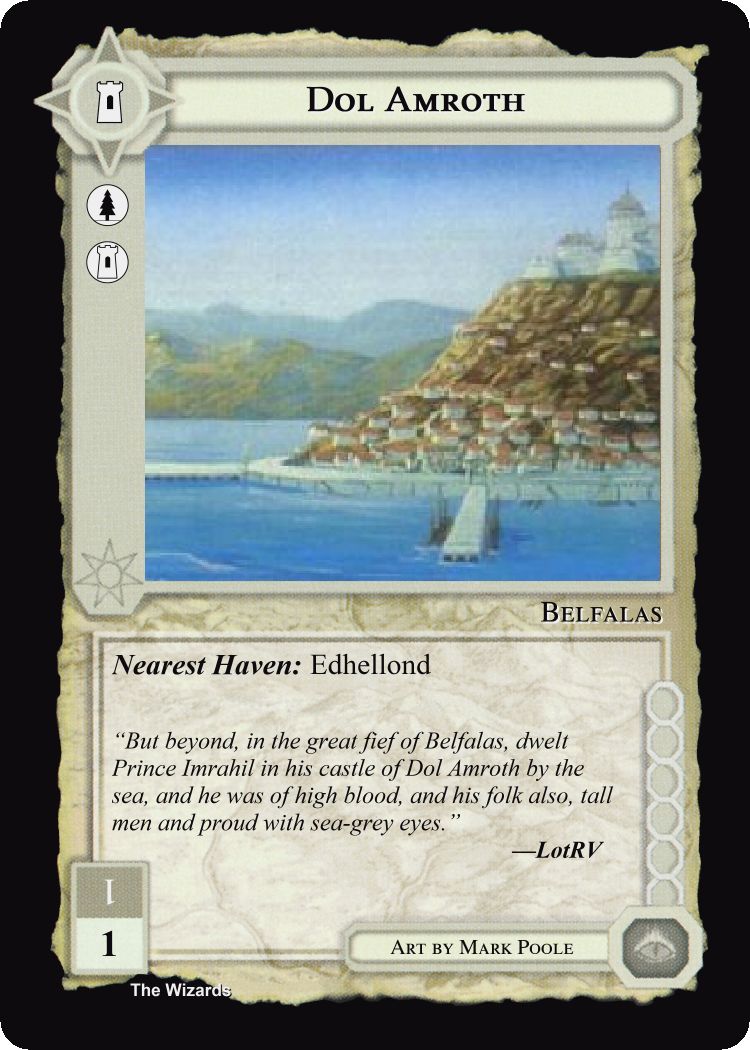 Dol Amroth
Belfalas
Nearest Haven: Edhellond
“But beyond, in the great fief of Belfalas, dwelt
Prince Imrahil in his castle of Dol Amroth by the
sea, and he was of high blood, and his folk also, tall
men and proud with sea-grey eyes.”
—LotRV
1
1
Art by Mark Poole
The Wizards